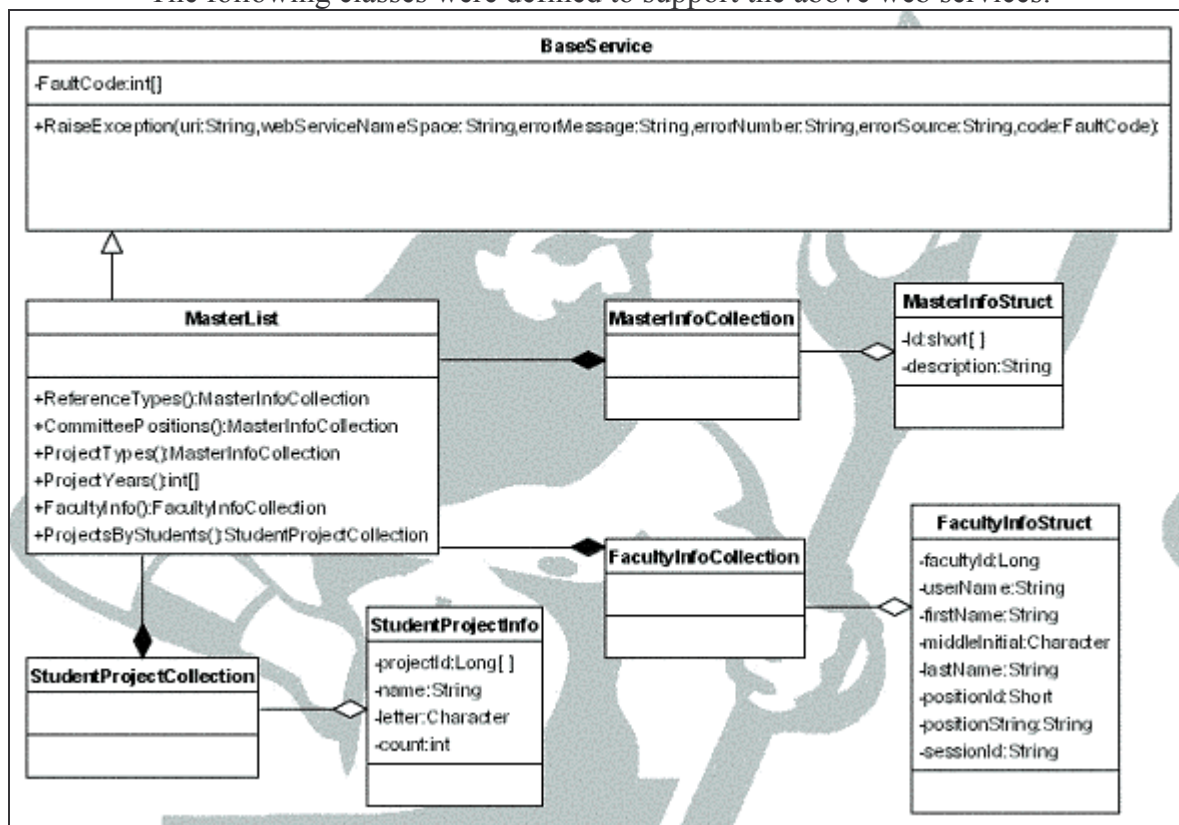 The following classes were defined to support the above web services:
BaseService
-FaultCode:int[]
+RaiseException(uri:String,webServiceNameSpace:String,errorMessage:String,errorNumber:String,errorSource:String,code:FaultCode):
MasterList
+ReferenceTypes():MasterInfoCollection
+CommitteePositions():MasterInfoCollection
+ProjectTypes():MasterInfoCollection
+ProjectYears():int[]
+FacultyInfo():FacultyInfoCollection
+ProjectsByStudents():StudentProjectCollection
MasterInfoCollection
MasterInfoStruct
-Id:short[ ]
-description:String
FacultyInfoCollection
FacultyInfoStruct
-facultyId:Long
-userName:String
-firstName:String
-middleInitial:Character
-lastName:String
-positionId:Short
-positionString:String
-sessionId:String
StudentProjectCollection
StudentProjectInfo
-projectId:Long[ ]
-name:String
-letter:Character
-count:int